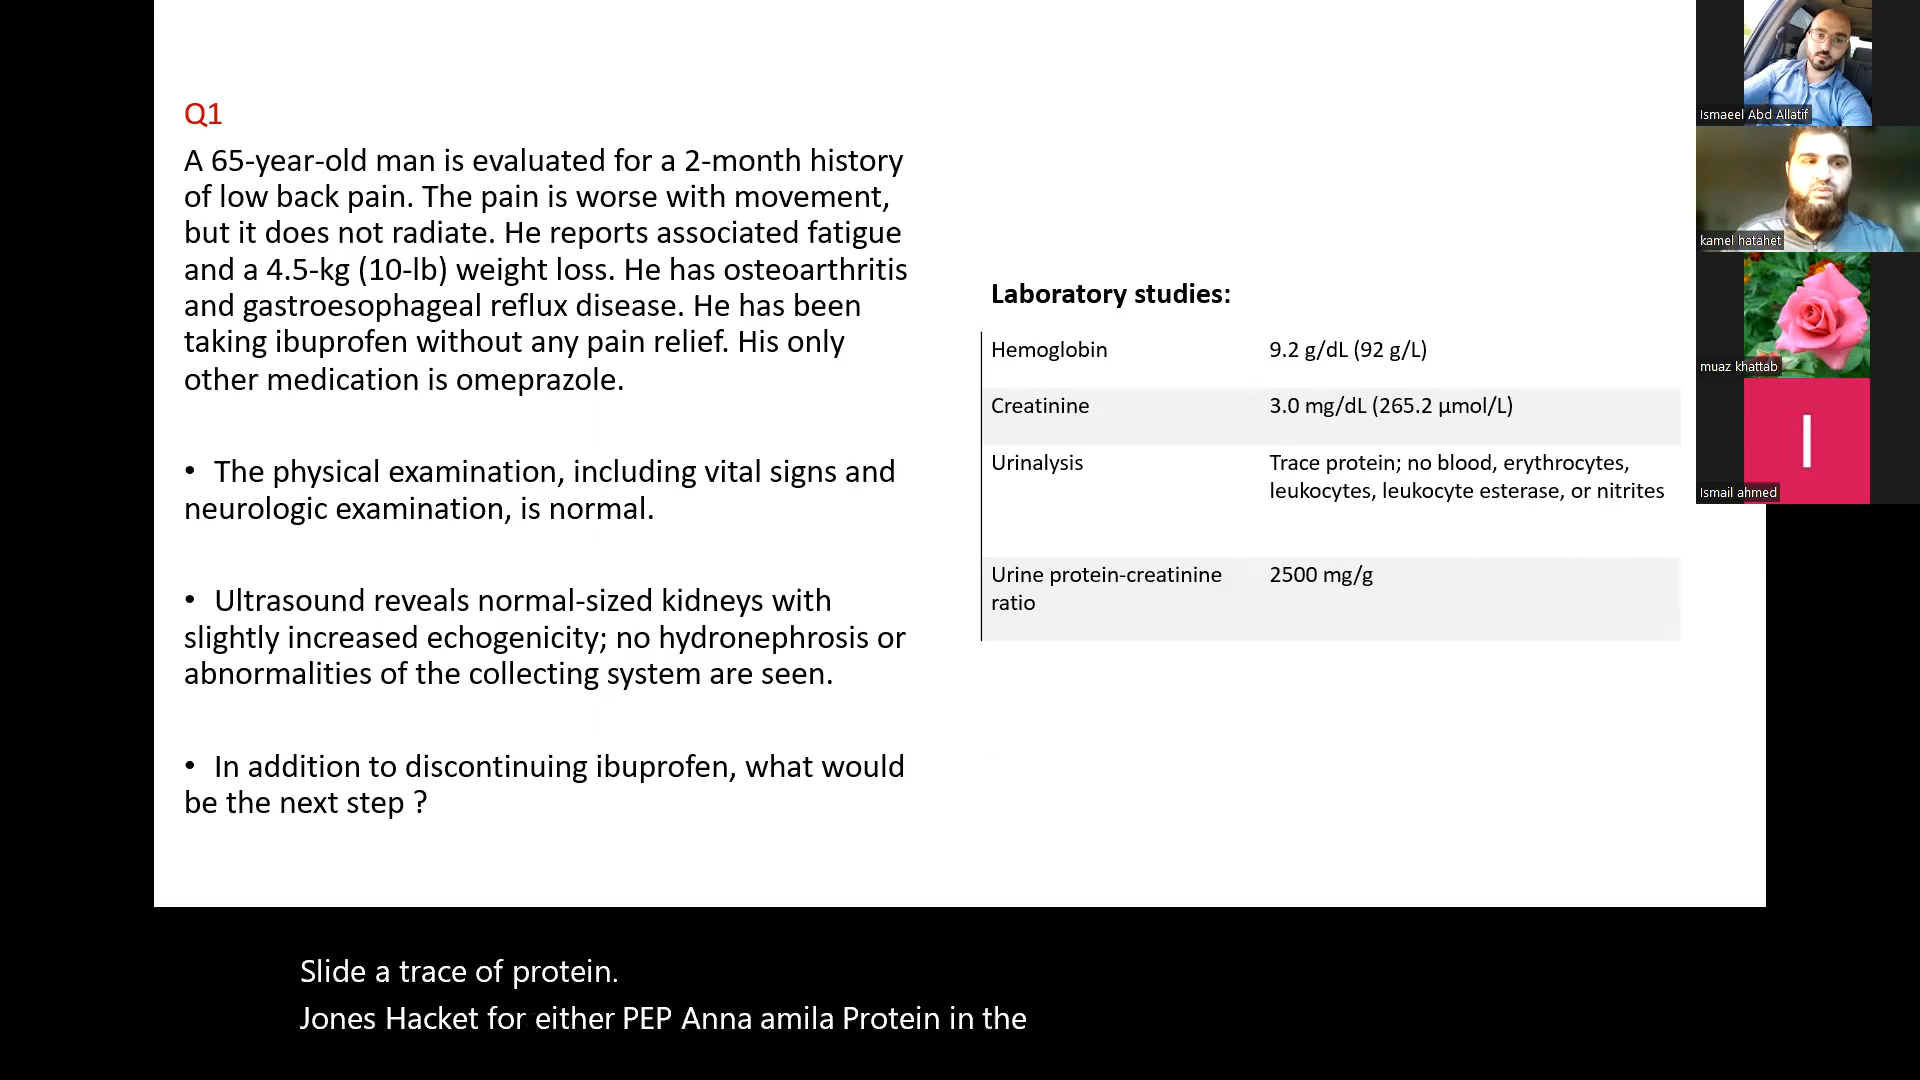 Q1
A 65-year-old man is evaluated for a 2-month history
of low back pain. The pain is worse with movement,
but it does not radiate. He reports associated fatigue
and a 4.5-kg (10-lb) weight loss. He has osteoarthritis
and gastroesophageal reflux disease. He has been
taking ibuprofen without any pain relief. His only
other medication is omeprazole.
• The physical examination, including vital signs and
neurologic examination, is normal.
• Ultrasound reveals normal-sized kidneys with
slightly increased echogenicity; no hydronephrosis or
abnormalities of the collecting system are seen.
• In addition to discontinuing ibuprofen, what would
be the next step ?
Laboratory studies:
Hemoglobin 9.2 g/dL (92 g/L)
Creatinine 3.0 mg/dL (265.2 µmol/L)
Urinalysis Trace protein; no blood, erythrocytes,
leukocytes, leukocyte esterase, or nitrites
Urine protein-creatinine 2500 mg/g
ratio
Ismaeel Abd Allatif
kamel hatahet
muaz khattab
I
Ismail ahmed
Slide a trace of protein.
Jones Hacket for either PEP Anna amila Protein in the